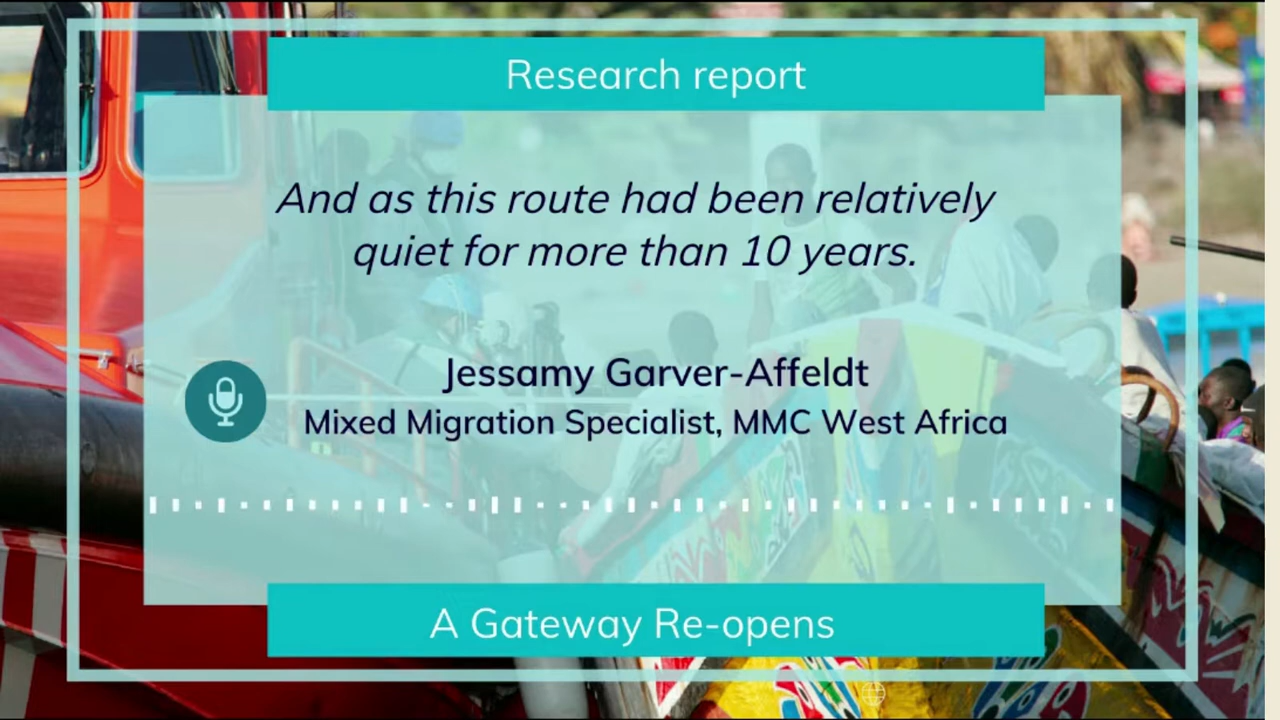 Research report
And as this route had been relatively
quiet for more than 10 years.
Jessamy Garver-Affeldt
Mixed Migration Specialist, MMC West Africa
A Gateway Re-opens